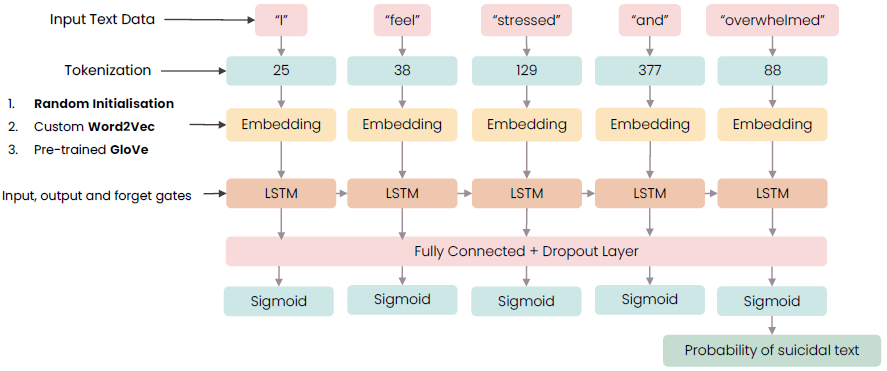 Input Text Data “I” “feel” “stressed” “and” “overwhelmed”
Tokenization 25 38 129 377 88
1. Random Initialisation
2. Custom Word2Vec
3. Pre-trained GloVe
Embedding Embedding Embedding Embedding Embedding
Input, output and forget gates LSTM LSTM LSTM LSTM LSTM
Fully Connected + Dropout Layer
Sigmoid Sigmoid Sigmoid Sigmoid Sigmoid
Probability of suicidal text